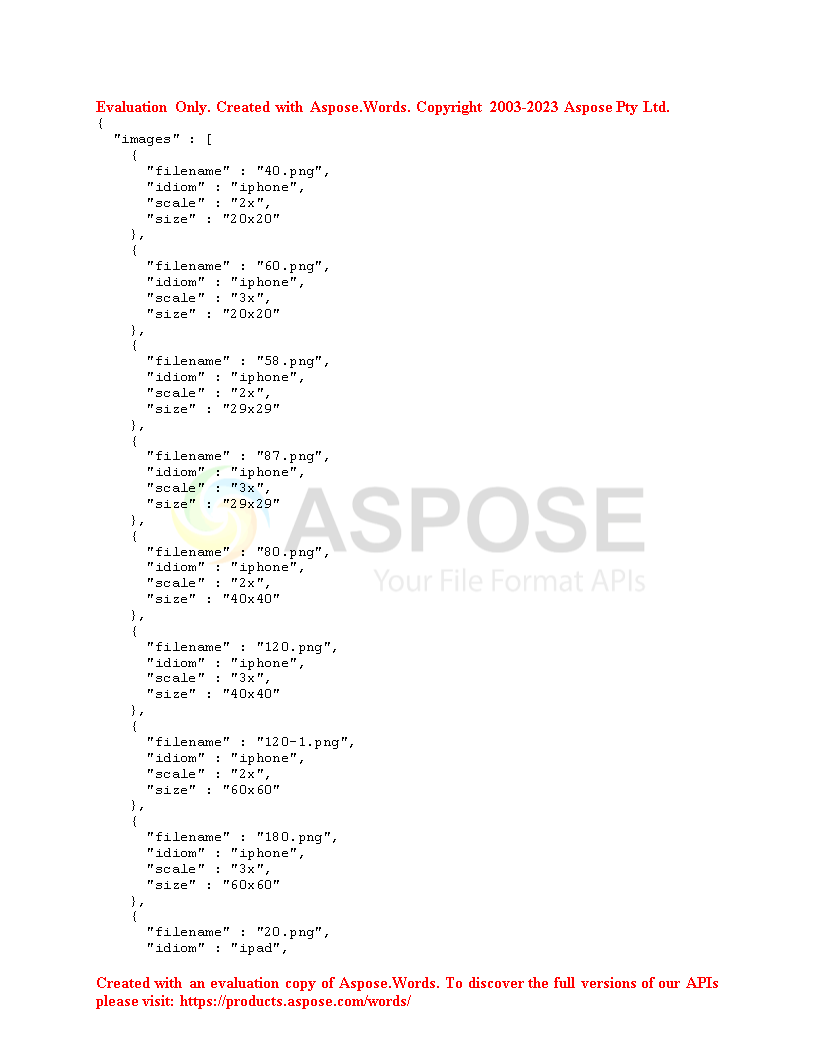 Evaluation Only. Created with Aspose.Words. Copyright 2003-2023 Aspose Pty Ltd.
{
  "images" : [
    {
      "filename" : "40.png",
      "idiom" : "iphone",
      "scale" : "2x",
      "size" : "20x20"
    },
    {
      "filename" : "60.png",
      "idiom" : "iphone",
      "scale" : "3x",
      "size" : "20x20"
    },
    {
      "filename" : "58.png",
      "idiom" : "iphone",
      "scale" : "2x",
      "size" : "29x29"
    },
    {
      "filename" : "87.png",
      "idiom" : "iphone",
      "scale" : "3x",
      "size" : "29x29"
    },
    {
      "filename" : "80.png",
      "idiom" : "iphone",
      "scale" : "2x",
      "size" : "40x40"
    },
    {
      "filename" : "120.png",
      "idiom" : "iphone",
      "scale" : "3x",
      "size" : "40x40"
    },
    {
      "filename" : "120-1.png",
      "idiom" : "iphone",
      "scale" : "2x",
      "size" : "60x60"
    },
    {
      "filename" : "180.png",
      "idiom" : "iphone",
      "scale" : "3x",
      "size" : "60x60"
    },
    {
      "filename" : "20.png",
      "idiom" : "ipad",
ASPOSE
Your File Format APIs
Created with an evaluation copy of Aspose.Words. To discover the full versions of our APIs
please visit: https://products.aspose.com/words/